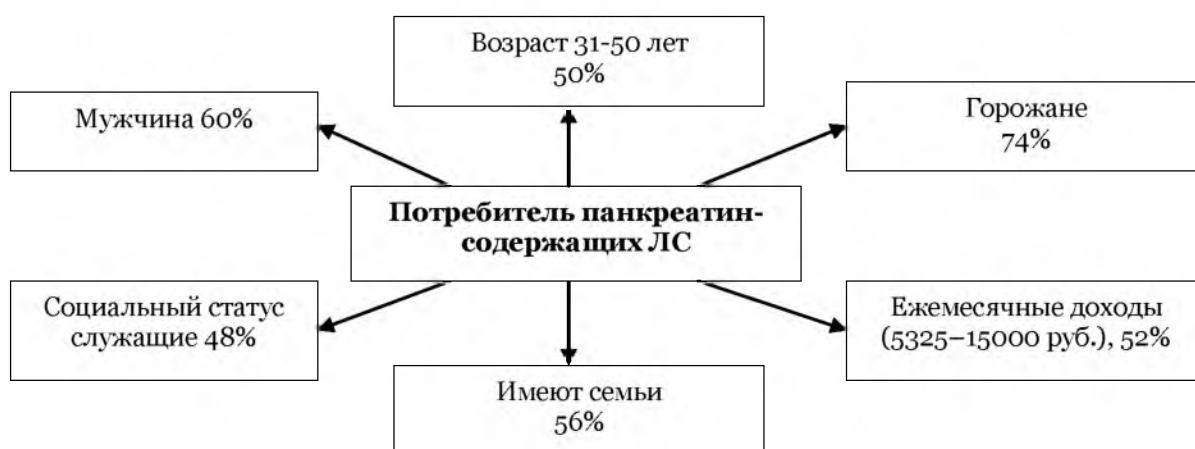 Возраст 31-50 лет
50%
Мужчина 60%
Горожане
74%
Потребитель панкреатин-
содержащих ЛС
Социальный статус
служащие 48%
Ежемесячные доходы
(5325–15000 руб.), 52%
Имеют семьи
56%